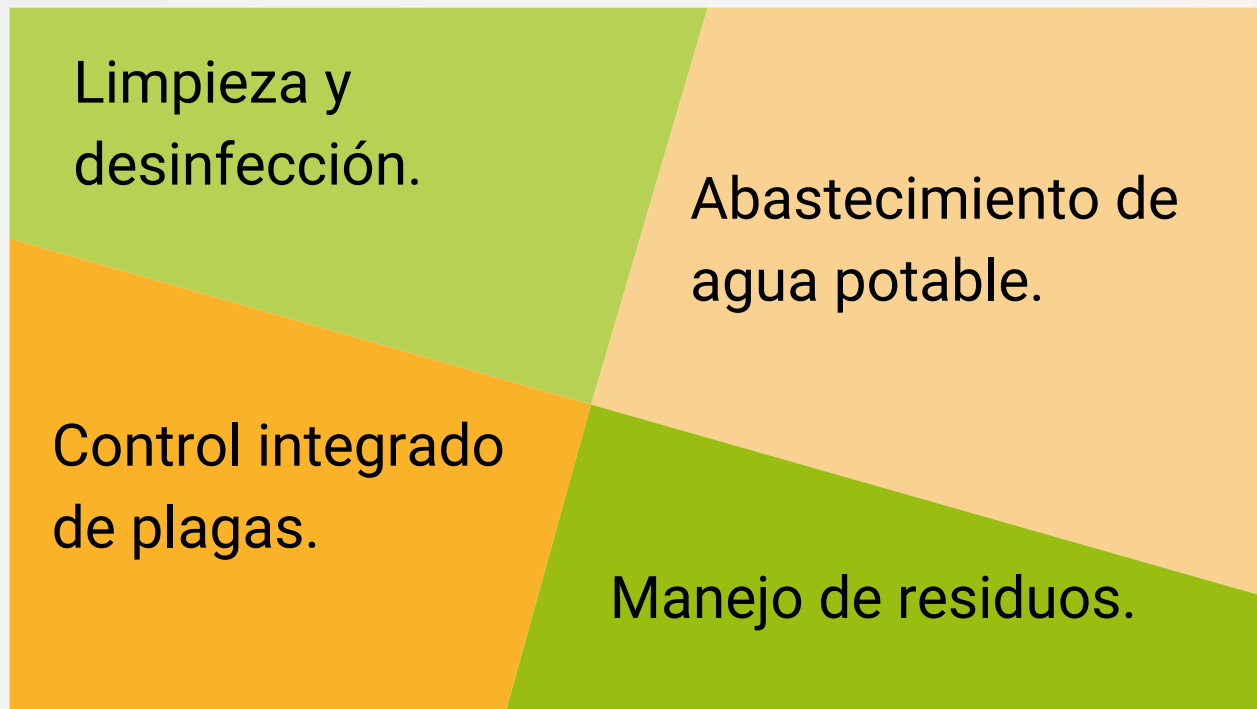 Limpieza y
desinfección.
Abastecimiento de
agua potable.
Control integrado
de plagas.
Manejo de residuos.